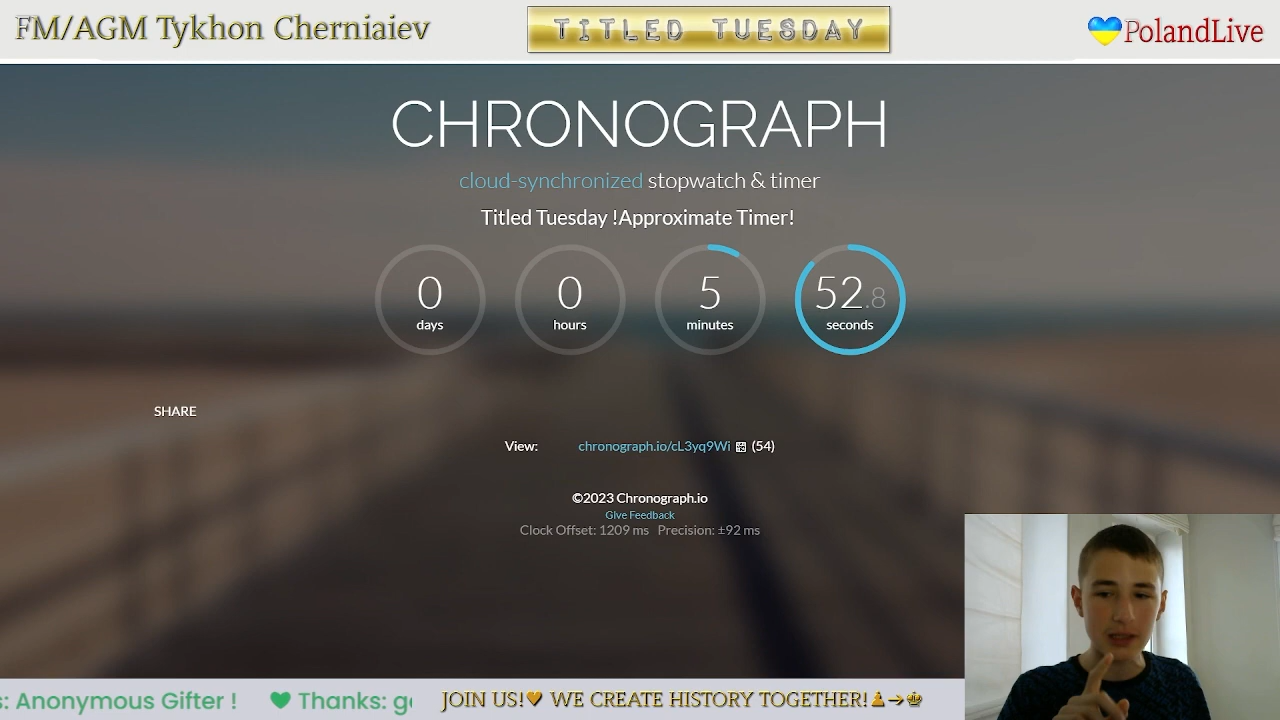 FM/AGM Tykhon Cherniaiev
TITLED TUESDAY
PolandLive
CHRONOGRAPH
cloud-synchronized stopwatch & timer
Titled Tuesday !Approximate Timer!
0 days
0 hours
5 minutes
52.8 seconds
SHARE
View: chronograph.io/cL3yq9Wi (54)
©2023 Chronograph.io
Give Feedback
Clock Offset: 1209 ms Precision: ±92 ms
s: Anonymous Gifter ! 💚 Thanks: g
JOIN US!🧡 WE CREATE HISTORY TOGETHER!♟→♚